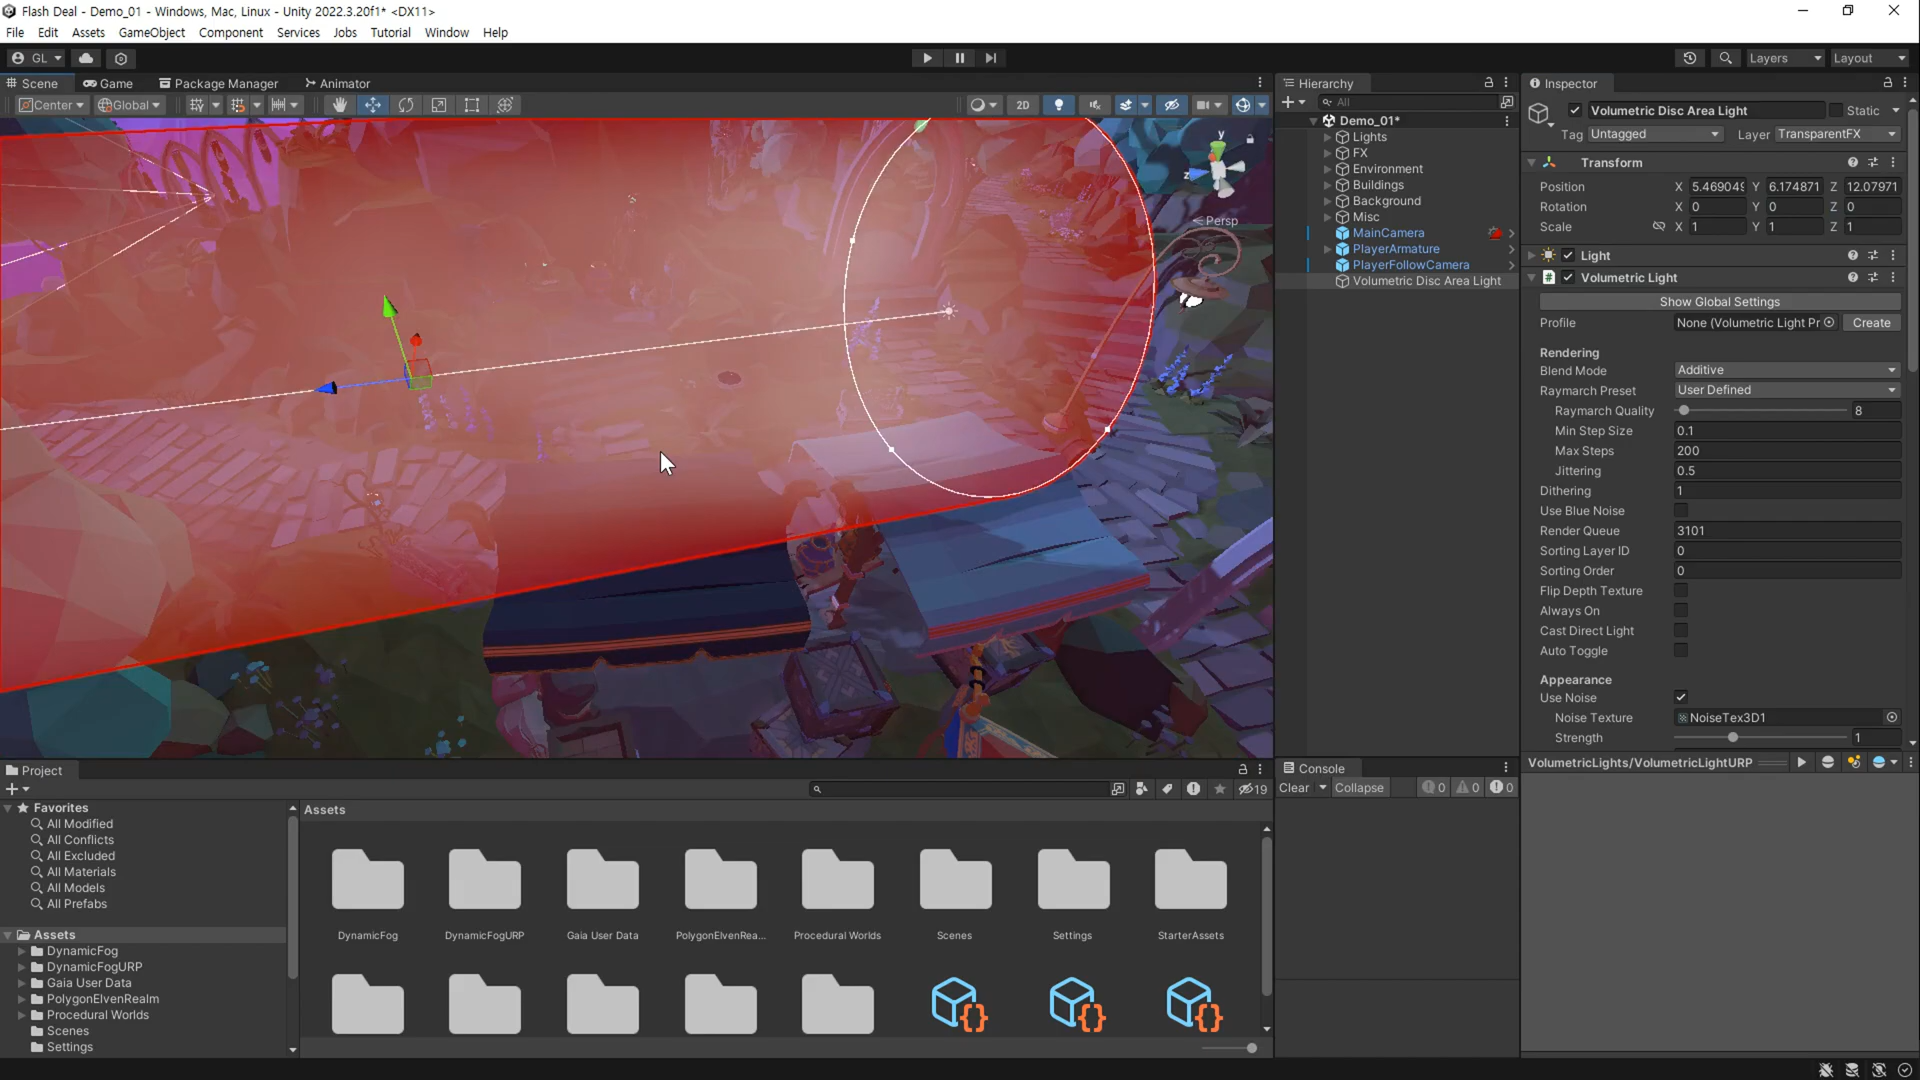 Flash Deal - Demo_01 - Windows, Mac, Linux - Unity 2022.3.20f1* <DX11>
File Edit Assets GameObject Component Services Jobs Tutorial Window Help
GL
Layers
Layout
Scene
Game
Package Manager
Animator
Center
Global
2D
y
z
Persp
Hierarchy
All
Demo_01*
Lights
FX
Environment
Buildings
Background
Misc
MainCamera
PlayerArmature
PlayerFollowCamera
Volumetric Disc Area Light
Inspector
Volumetric Disc Area Light
Static
Tag Untagged Layer TransparentFX
Transform
Position X 5.469049 Y 6.174871 Z 12.07971
Rotation X 0 Y 0 Z 0
Scale X 1 Y 1 Z 1
Light
Volumetric Light
Show Global Settings
Profile None (Volumetric Light Pr Create
Rendering
Blend Mode Additive
Raymarch Preset User Defined
Raymarch Quality 8
Min Step Size 0.1
Max Steps 200
Jittering 0.5
Dithering 1
Use Blue Noise
Render Queue 3101
Sorting Layer ID 0
Sorting Order 0
Flip Depth Texture
Always On
Cast Direct Light
Auto Toggle
Appearance
Use Noise
Noise Texture NoiseTex3D1
Strength 1
VolumetricLights/VolumetricLightURP
Project
19
Favorites
All Modified
All Conflicts
All Excluded
All Materials
All Models
All Prefabs
Assets
DynamicFog
DynamicFogURP
Gaia User Data
PolygonElvenRealm
Procedural Worlds
Scenes
Settings
Assets
DynamicFog DynamicFogURP Gaia User Data PolygonElvenRea... Procedural Worlds Scenes Settings StarterAssets
Console
Clear Collapse 0 0 0